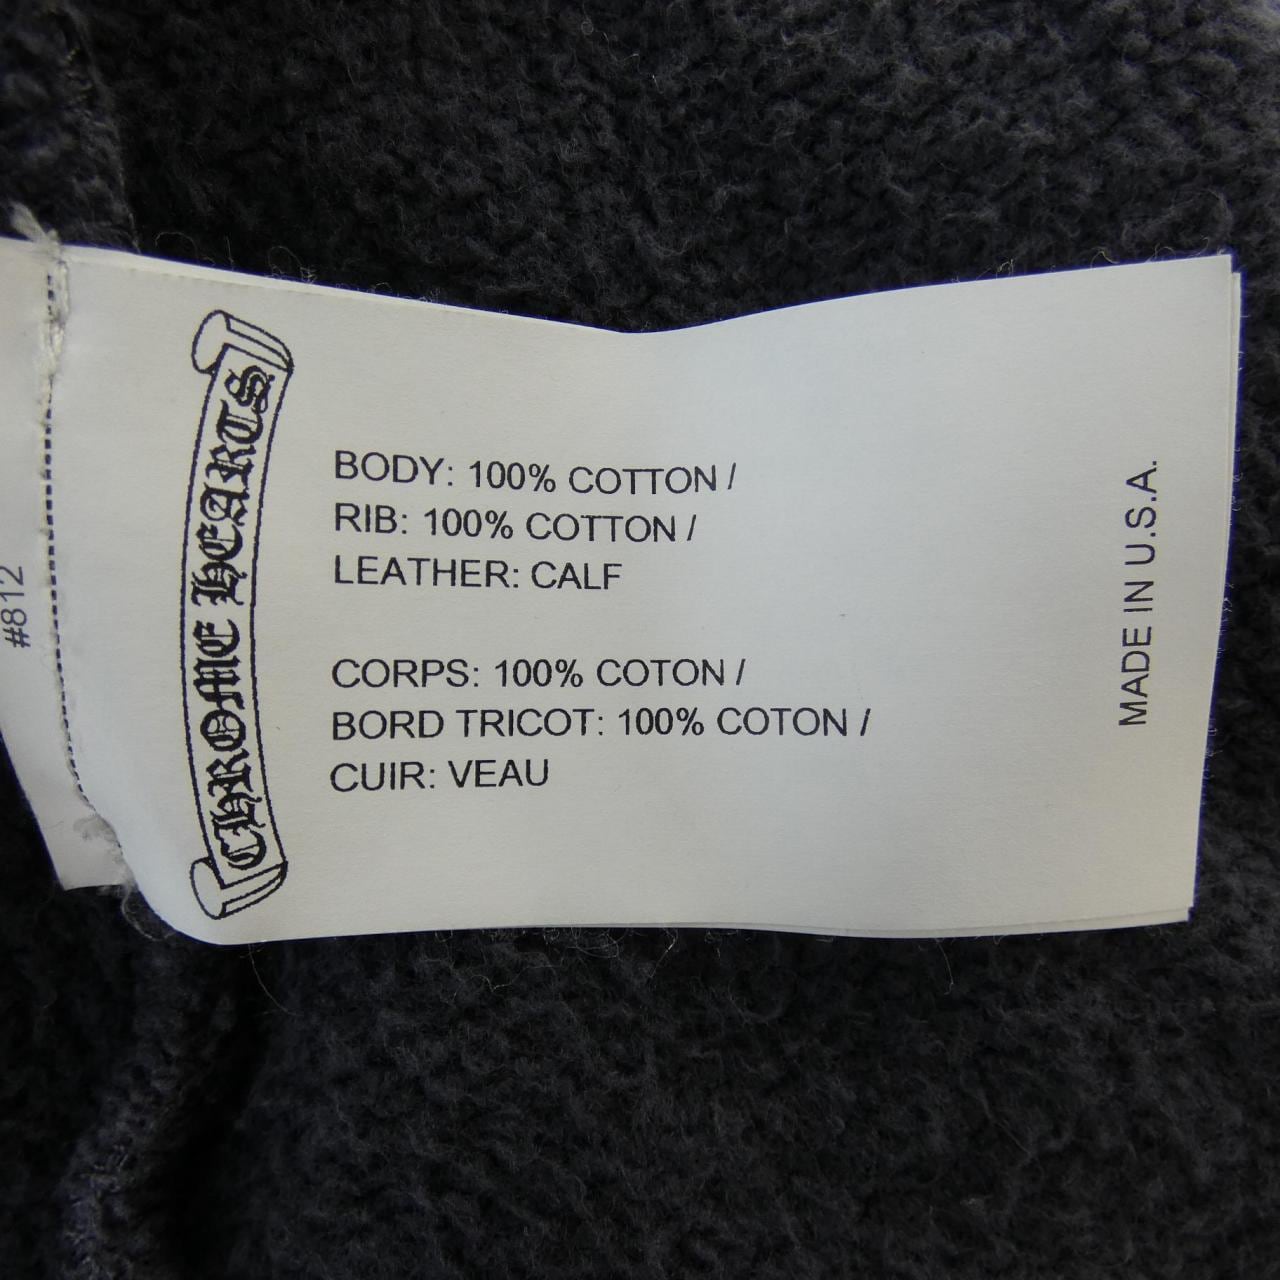 CHROME HEARTS
BODY: 100% COTTON /
RIB: 100% COTTON /
LEATHER: CALF
CORPS: 100% COTON /
BORD TRICOT: 100% COTON /
CUIR: VEAU
MADE IN U.S.A.
#812